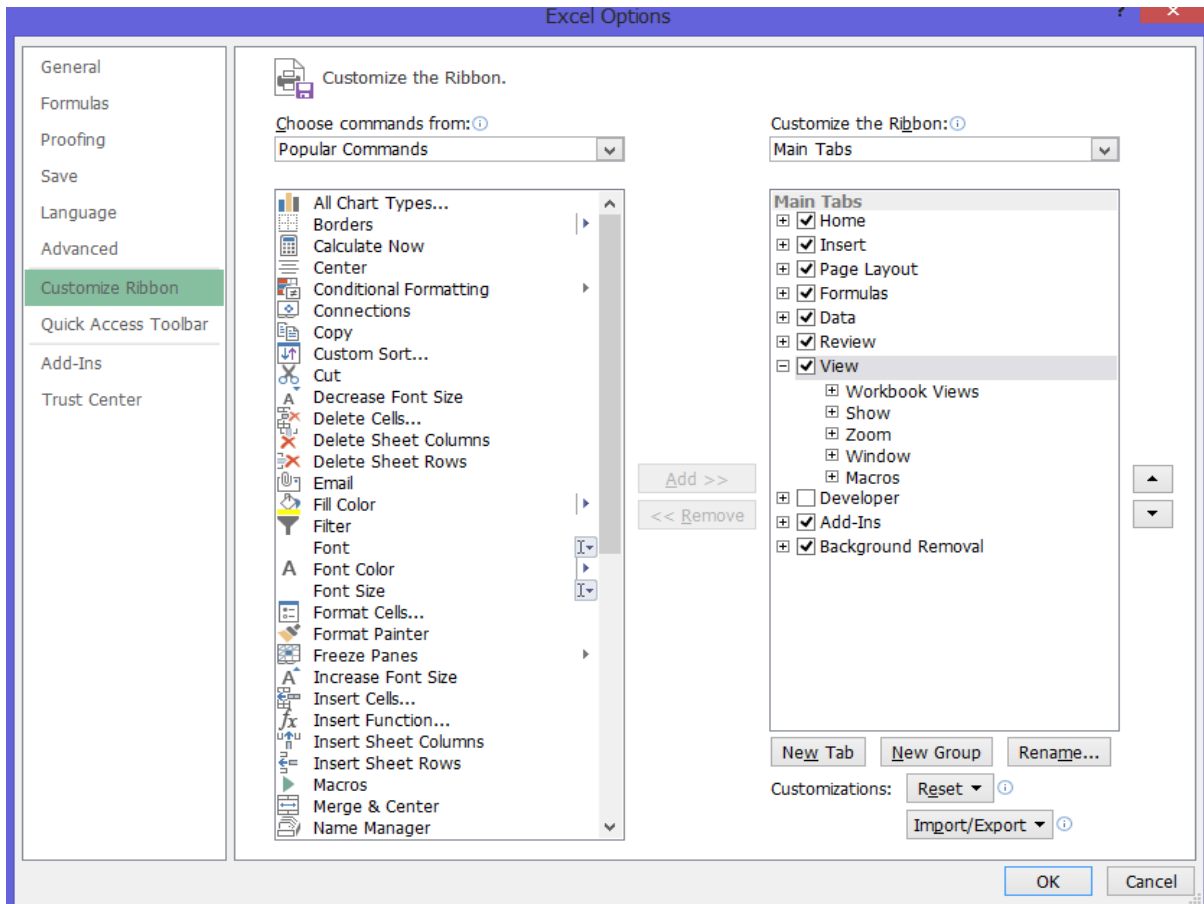 Excel Options
?
General
Formulas
Proofing
Save
Language
Advanced
Customize Ribbon
Quick Access Toolbar
Add-Ins
Trust Center
Customize the Ribbon.
Choose commands from:
Popular Commands
All Chart Types...
Borders
Calculate Now
Center
Conditional Formatting
Connections
Copy
Custom Sort...
Cut
Decrease Font Size
Delete Cells...
Delete Sheet Columns
Delete Sheet Rows
Email
Fill Color
Filter
Font
Font Color
Font Size
Format Cells...
Format Painter
Freeze Panes
Increase Font Size
Insert Cells...
Insert Function...
Insert Sheet Columns
Insert Sheet Rows
Macros
Merge & Center
Name Manager
Add >>
<< Remove
Customize the Ribbon:
Main Tabs
Main Tabs
Home
Insert
Page Layout
Formulas
Data
Review
View
Workbook Views
Show
Zoom
Window
Macros
Developer
Add-Ins
Background Removal
New Tab
New Group
Rename...
Customizations:
Reset
Import/Export
OK
Cancel